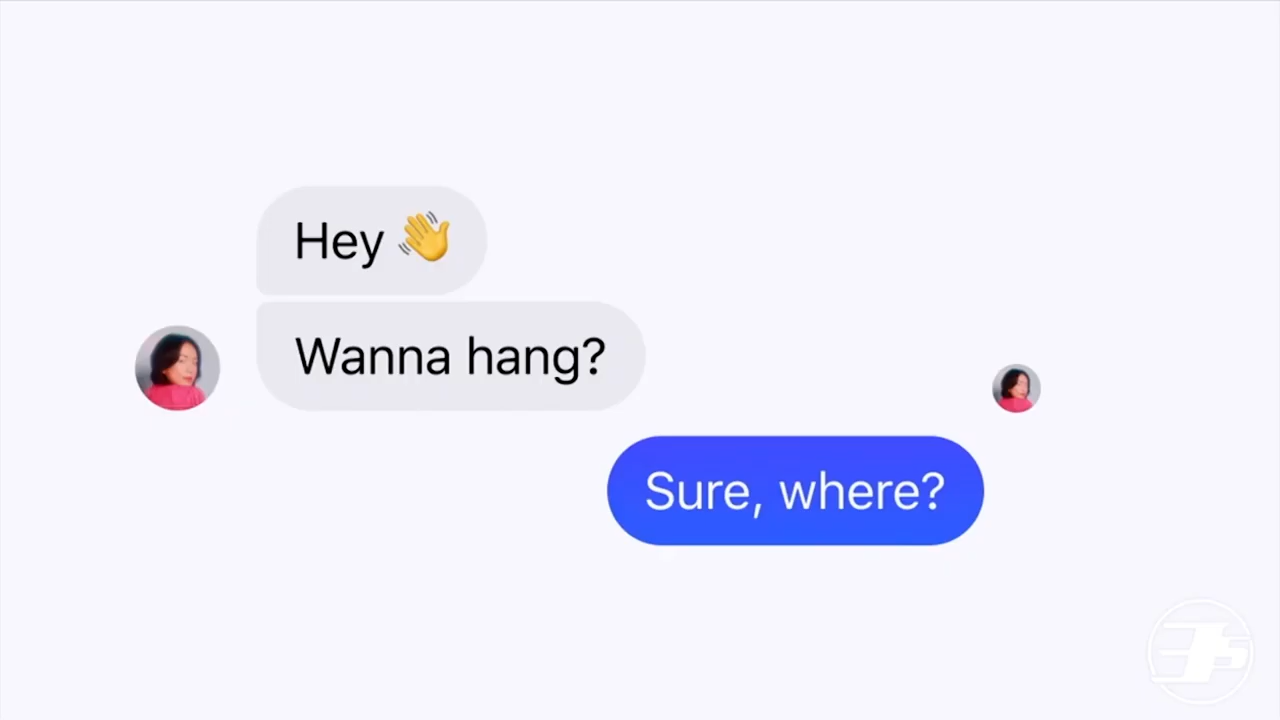 Hey 👋
Wanna hang?
Sure, where?